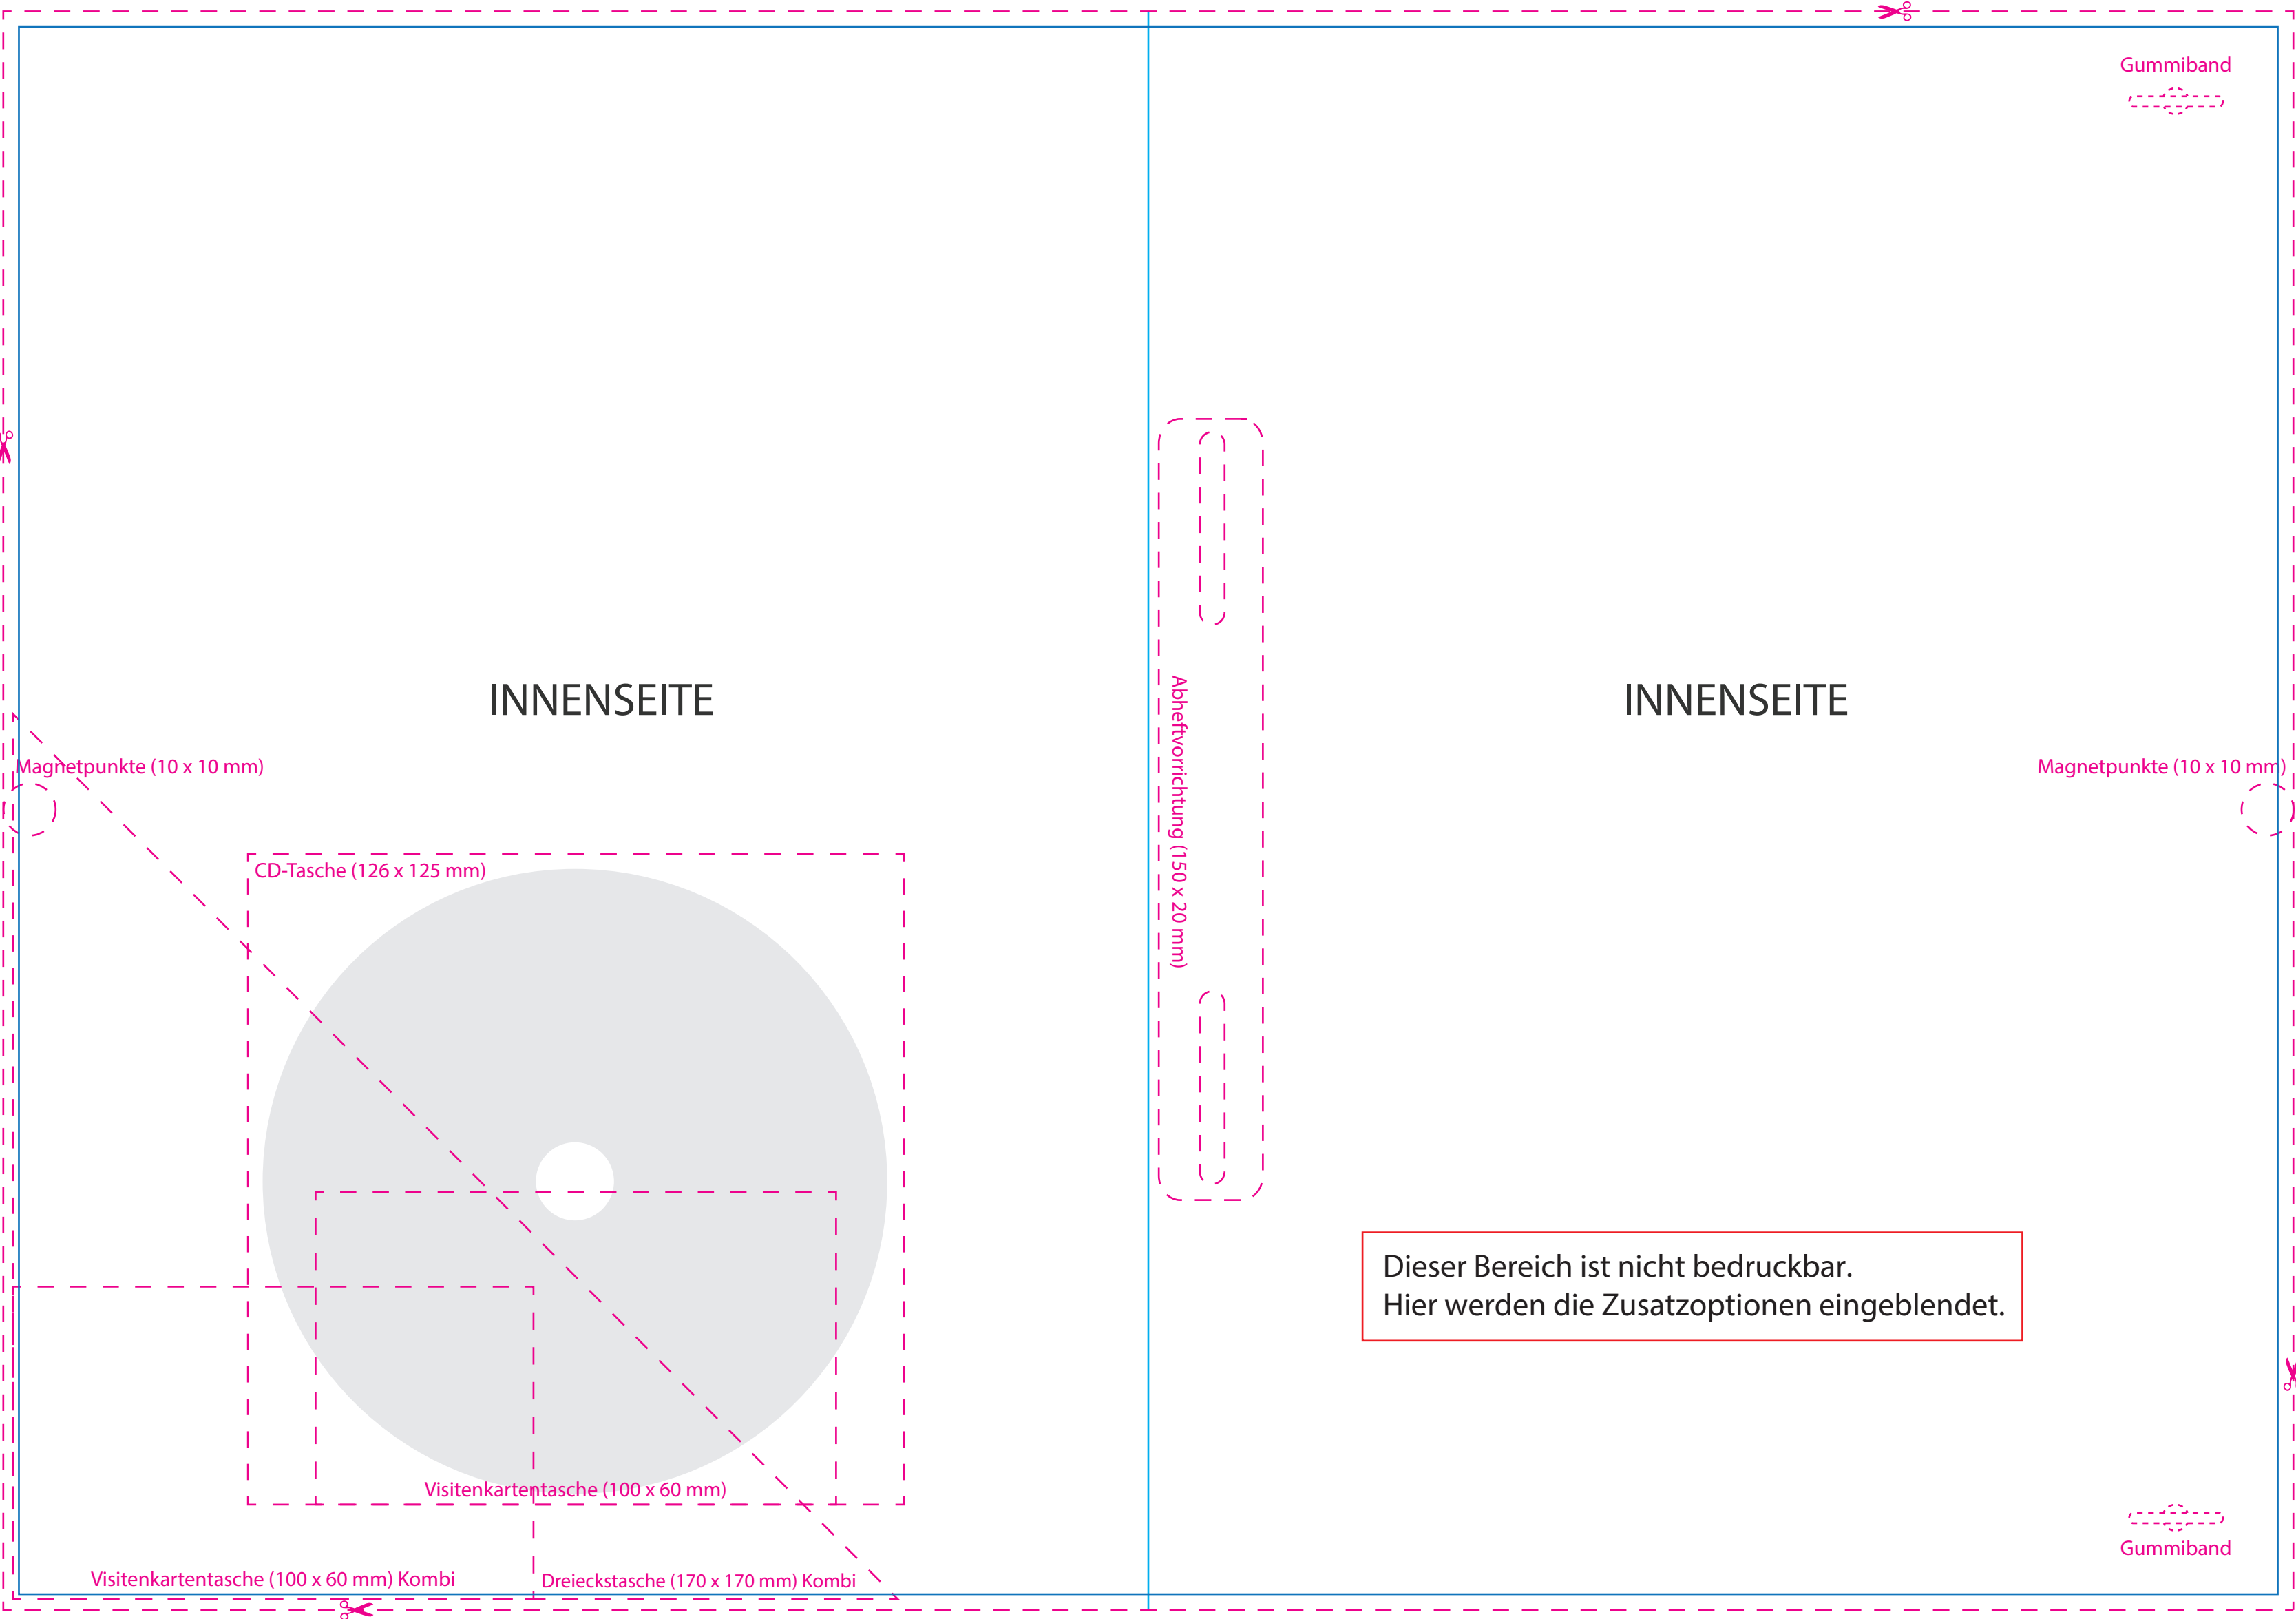 Gummiband
INNENSEITE
INNENSEITE
Magnetpunkte (10 x 10 mm)
Magnetpunkte (10 x 10 mm)
Abheftvorrichtung (150 x 20 mm)
CD-Tasche (126 x 125 mm)
Dieser Bereich ist nicht bedruckbar.
Hier werden die Zusatzoptionen eingeblendet.
Visitenkartentasche (100 x 60 mm)
Gummiband
Visitenkartentasche (100 x 60 mm) Kombi
Dreieckstasche (170 x 170 mm) Kombi